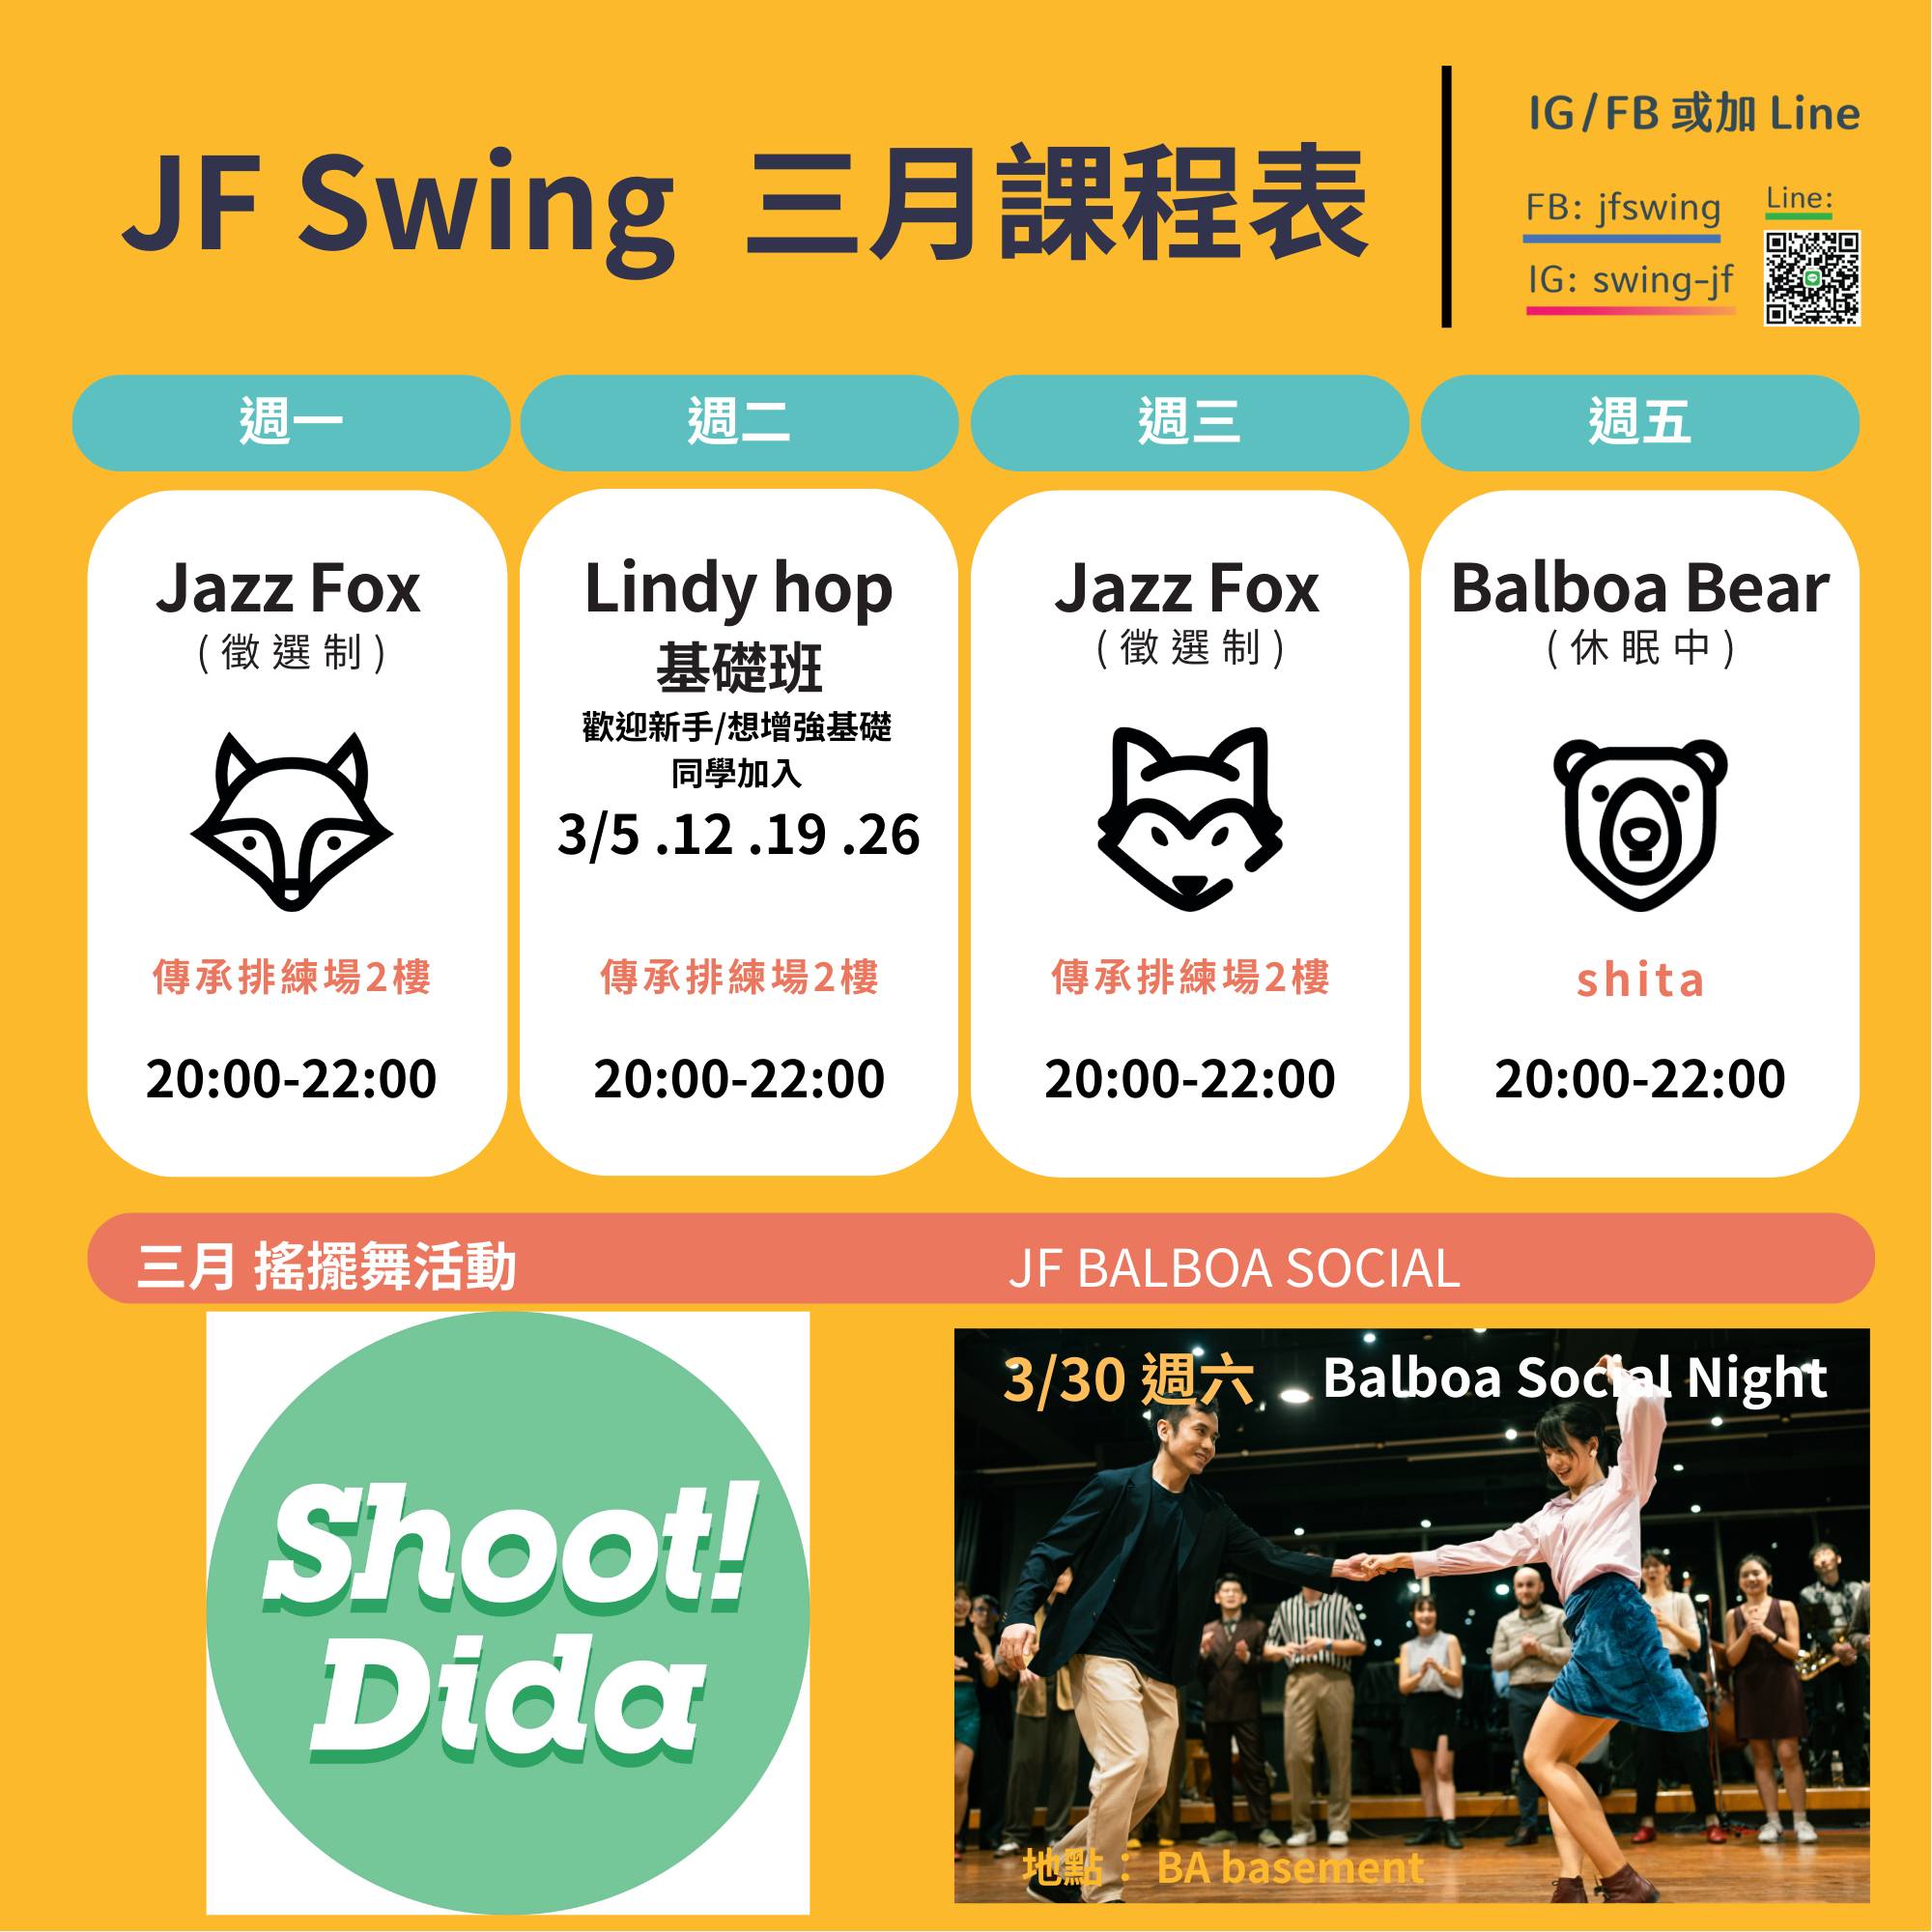 JF Swing 三月課程表
IG/FB 或加 Line
FB: jfswing
Line:
IG: swing-jf
週一
週二
週三
週五
Jazz Fox
(徵選制)
傳承排練場2樓
20:00-22:00
Lindy hop
基礎班
歡迎新手/想增強基礎
同學加入
3/5 .12 .19 .26
傳承排練場2樓
20:00-22:00
Jazz Fox
(徵選制)
傳承排練場2樓
20:00-22:00
Balboa Bear
(休眠中)
shita
20:00-22:00
三月 搖擺舞活動
JF BALBOA SOCIAL
Shoot!
Dida
3/30 週六 Balboa Social Night
地點： BA basement